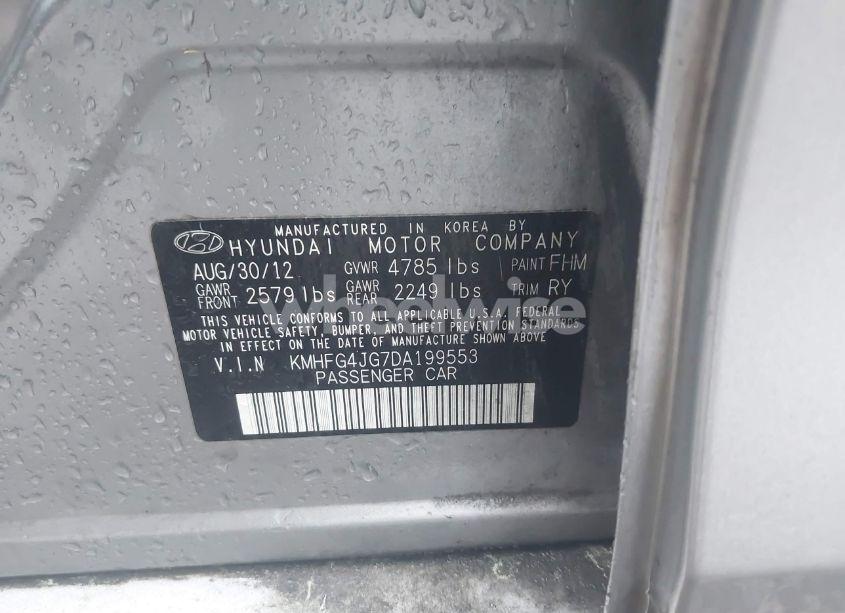 MANUFACTURED IN KOREA BY
HYUNDAI MOTOR COMPANY
AUG/30/12 GVWR 4785 lbs PAINT FHM
GAWR FRONT 2579 lbs GAWR REAR 2249 lbs TRIM RY
THIS VEHICLE CONFORMS TO ALL APPLICABLE U.S.A. FEDERAL
MOTOR VEHICLE SAFETY, BUMPER, AND THEFT PREVENTION STANDARDS
IN EFFECT ON THE DATE OF MANUFACTURE SHOWN ABOVE
V.I.N KMHFG4JG7DA199553
PASSENGER CAR
wheelwire